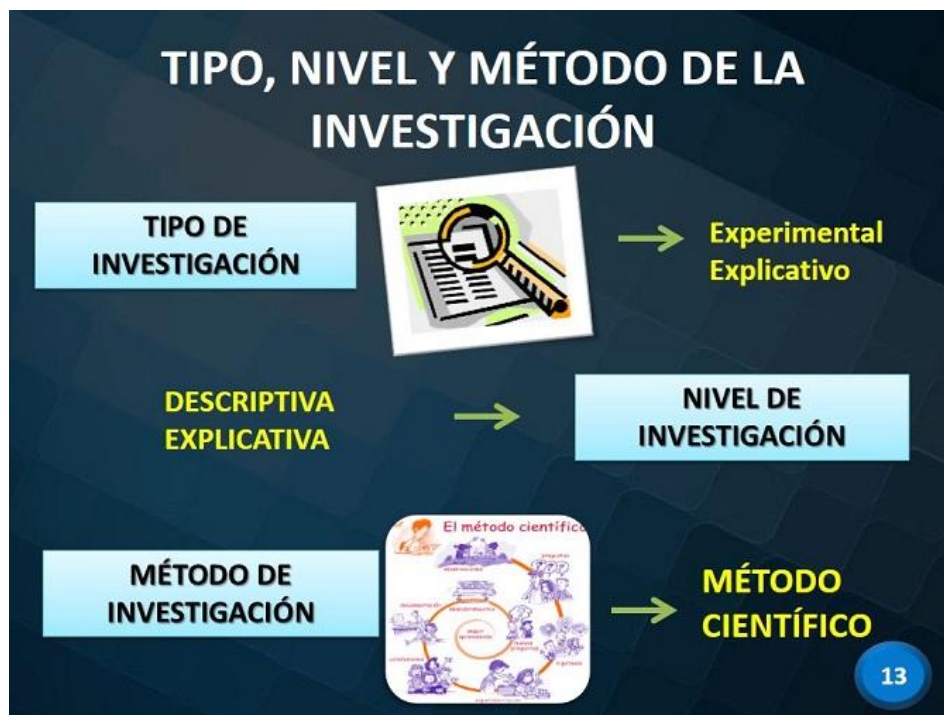 TIPO, NIVEL Y MÉTODO DE LA
INVESTIGACIÓN
TIPO DE
INVESTIGACIÓN
Experimental
Explicativo
DESCRIPTIVA
EXPLICATIVA
NIVEL DE
INVESTIGACIÓN
MÉTODO DE
INVESTIGACIÓN
El método científico
preguntas
MÉTODO
CIENTÍFICO
13